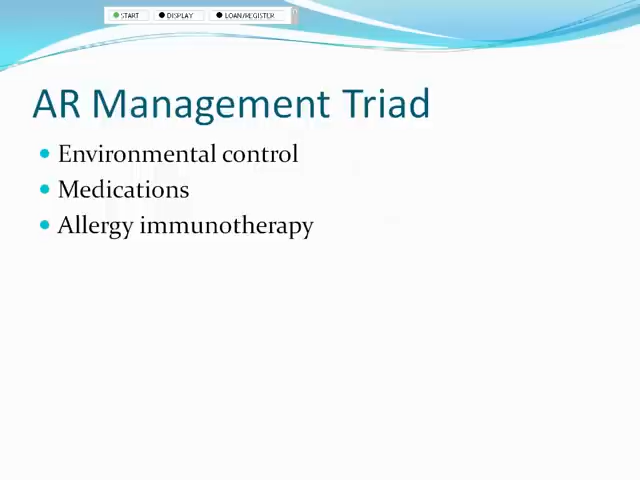 START DISPLAY LOAN/REGISTER
AR Management Triad
Environmental control
Medications
Allergy immunotherapy